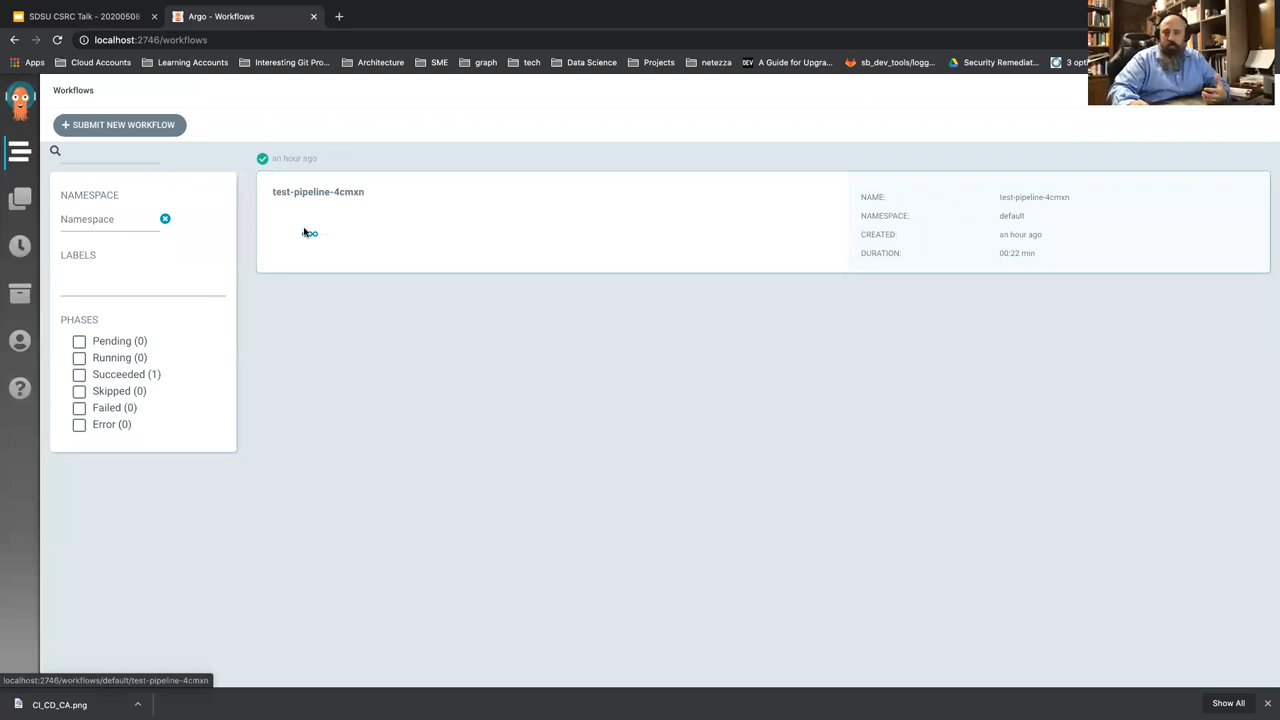 SDSU CSRC Talk - 20200508
Argo - Workflows
localhost:2746/workflows
Apps
Cloud Accounts
Learning Accounts
Interesting Git Pro...
Architecture
SME
graph
tech
Data Science
Projects
netezza
DEV
A Guide for Upgra...
sb_dev_tools/logg...
Security Remediat...
3 opti
Workflows
+ SUBMIT NEW WORKFLOW
an hour ago
NAMESPACE
Namespace
LABELS
PHASES
Pending (0)
Running (0)
Succeeded (1)
Skipped (0)
Failed (0)
Error (0)
test-pipeline-4cmxn
NAME: test-pipeline-4cmxn
NAMESPACE: default
CREATED: an hour ago
DURATION: 00:22 min
localhost:2746/workflows/default/test-pipeline-4cmxn
CI_CD_CA.png
Show All